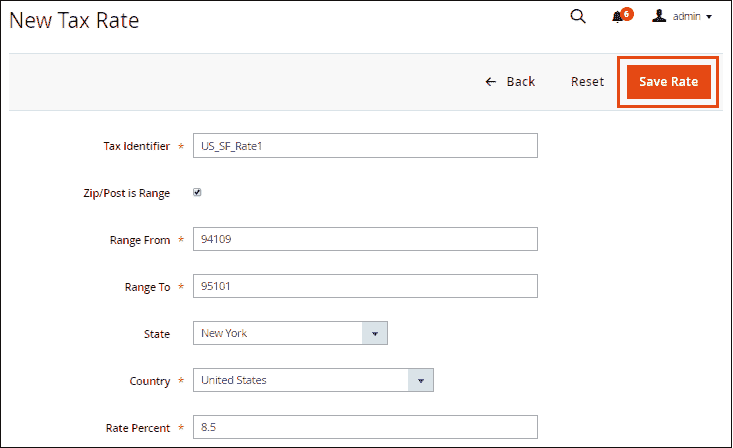 New Tax Rate
6
admin
← Back
Reset
Save Rate
Tax Identifier *
US_SF_Rate1
Zip/Post is Range
Range From *
94109
Range To *
95101
State
New York
Country *
United States
Rate Percent *
8.5